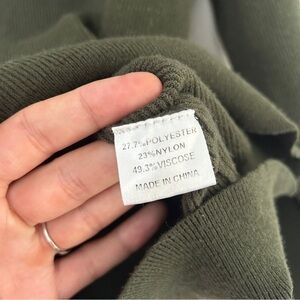 27.7%POLYESTER
23%NYLON
49.3%VISCOSE
MADE IN CHINA